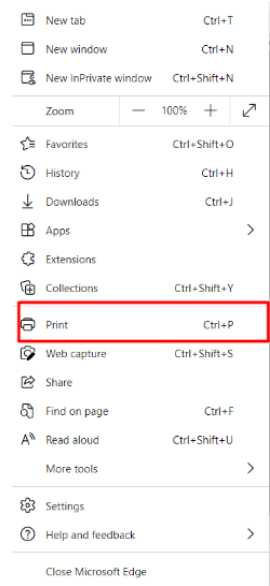 New tab Ctrl+T
New window Ctrl+N
New InPrivate window Ctrl+Shift+N
Zoom — 100% +
Favorites Ctrl+Shift+O
History Ctrl+H
Downloads Ctrl+J
Apps
Extensions
Collections Ctrl+Shift+Y
Print Ctrl+P
Web capture Ctrl+Shift+S
Share
Find on page Ctrl+F
Read aloud Ctrl+Shift+U
More tools
Settings
Help and feedback
Close Microsoft Edge